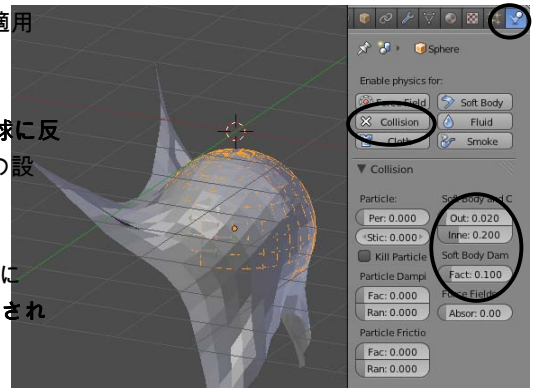 適用
球に反
の設
に
され
Sphere
Enable physics for:
Force Field
Soft Body
Collision
Fluid
Cloth
Smoke
Collision
Particle:
Soft Body and C
Per: 0.000
Out: 0.020
Stic: 0.000
Inne: 0.200
Kill Particle
Soft Body Dam
Particle Dampi
Fact: 0.100
Fac: 0.000
Force Fields
Ran: 0.000
Absor: 0.00
Particle Frictio
Fac: 0.000
Ran: 0.000